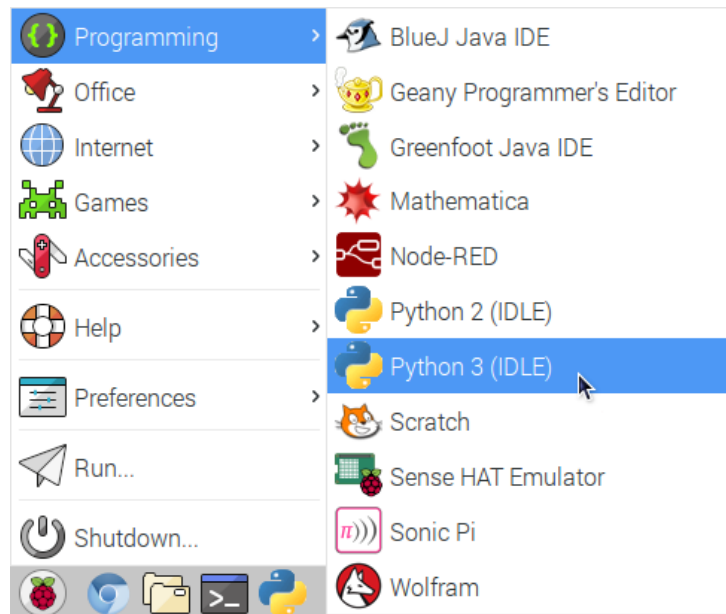 Programming
Office
Internet
Games
Accessories
Help
Preferences
Run...
Shutdown...
BlueJ Java IDE
Geany Programmer's Editor
Greenfoot Java IDE
Mathematica
Node-RED
Python 2 (IDLE)
Python 3 (IDLE)
Scratch
Sense HAT Emulator
π)))
Sonic Pi
Wolfram